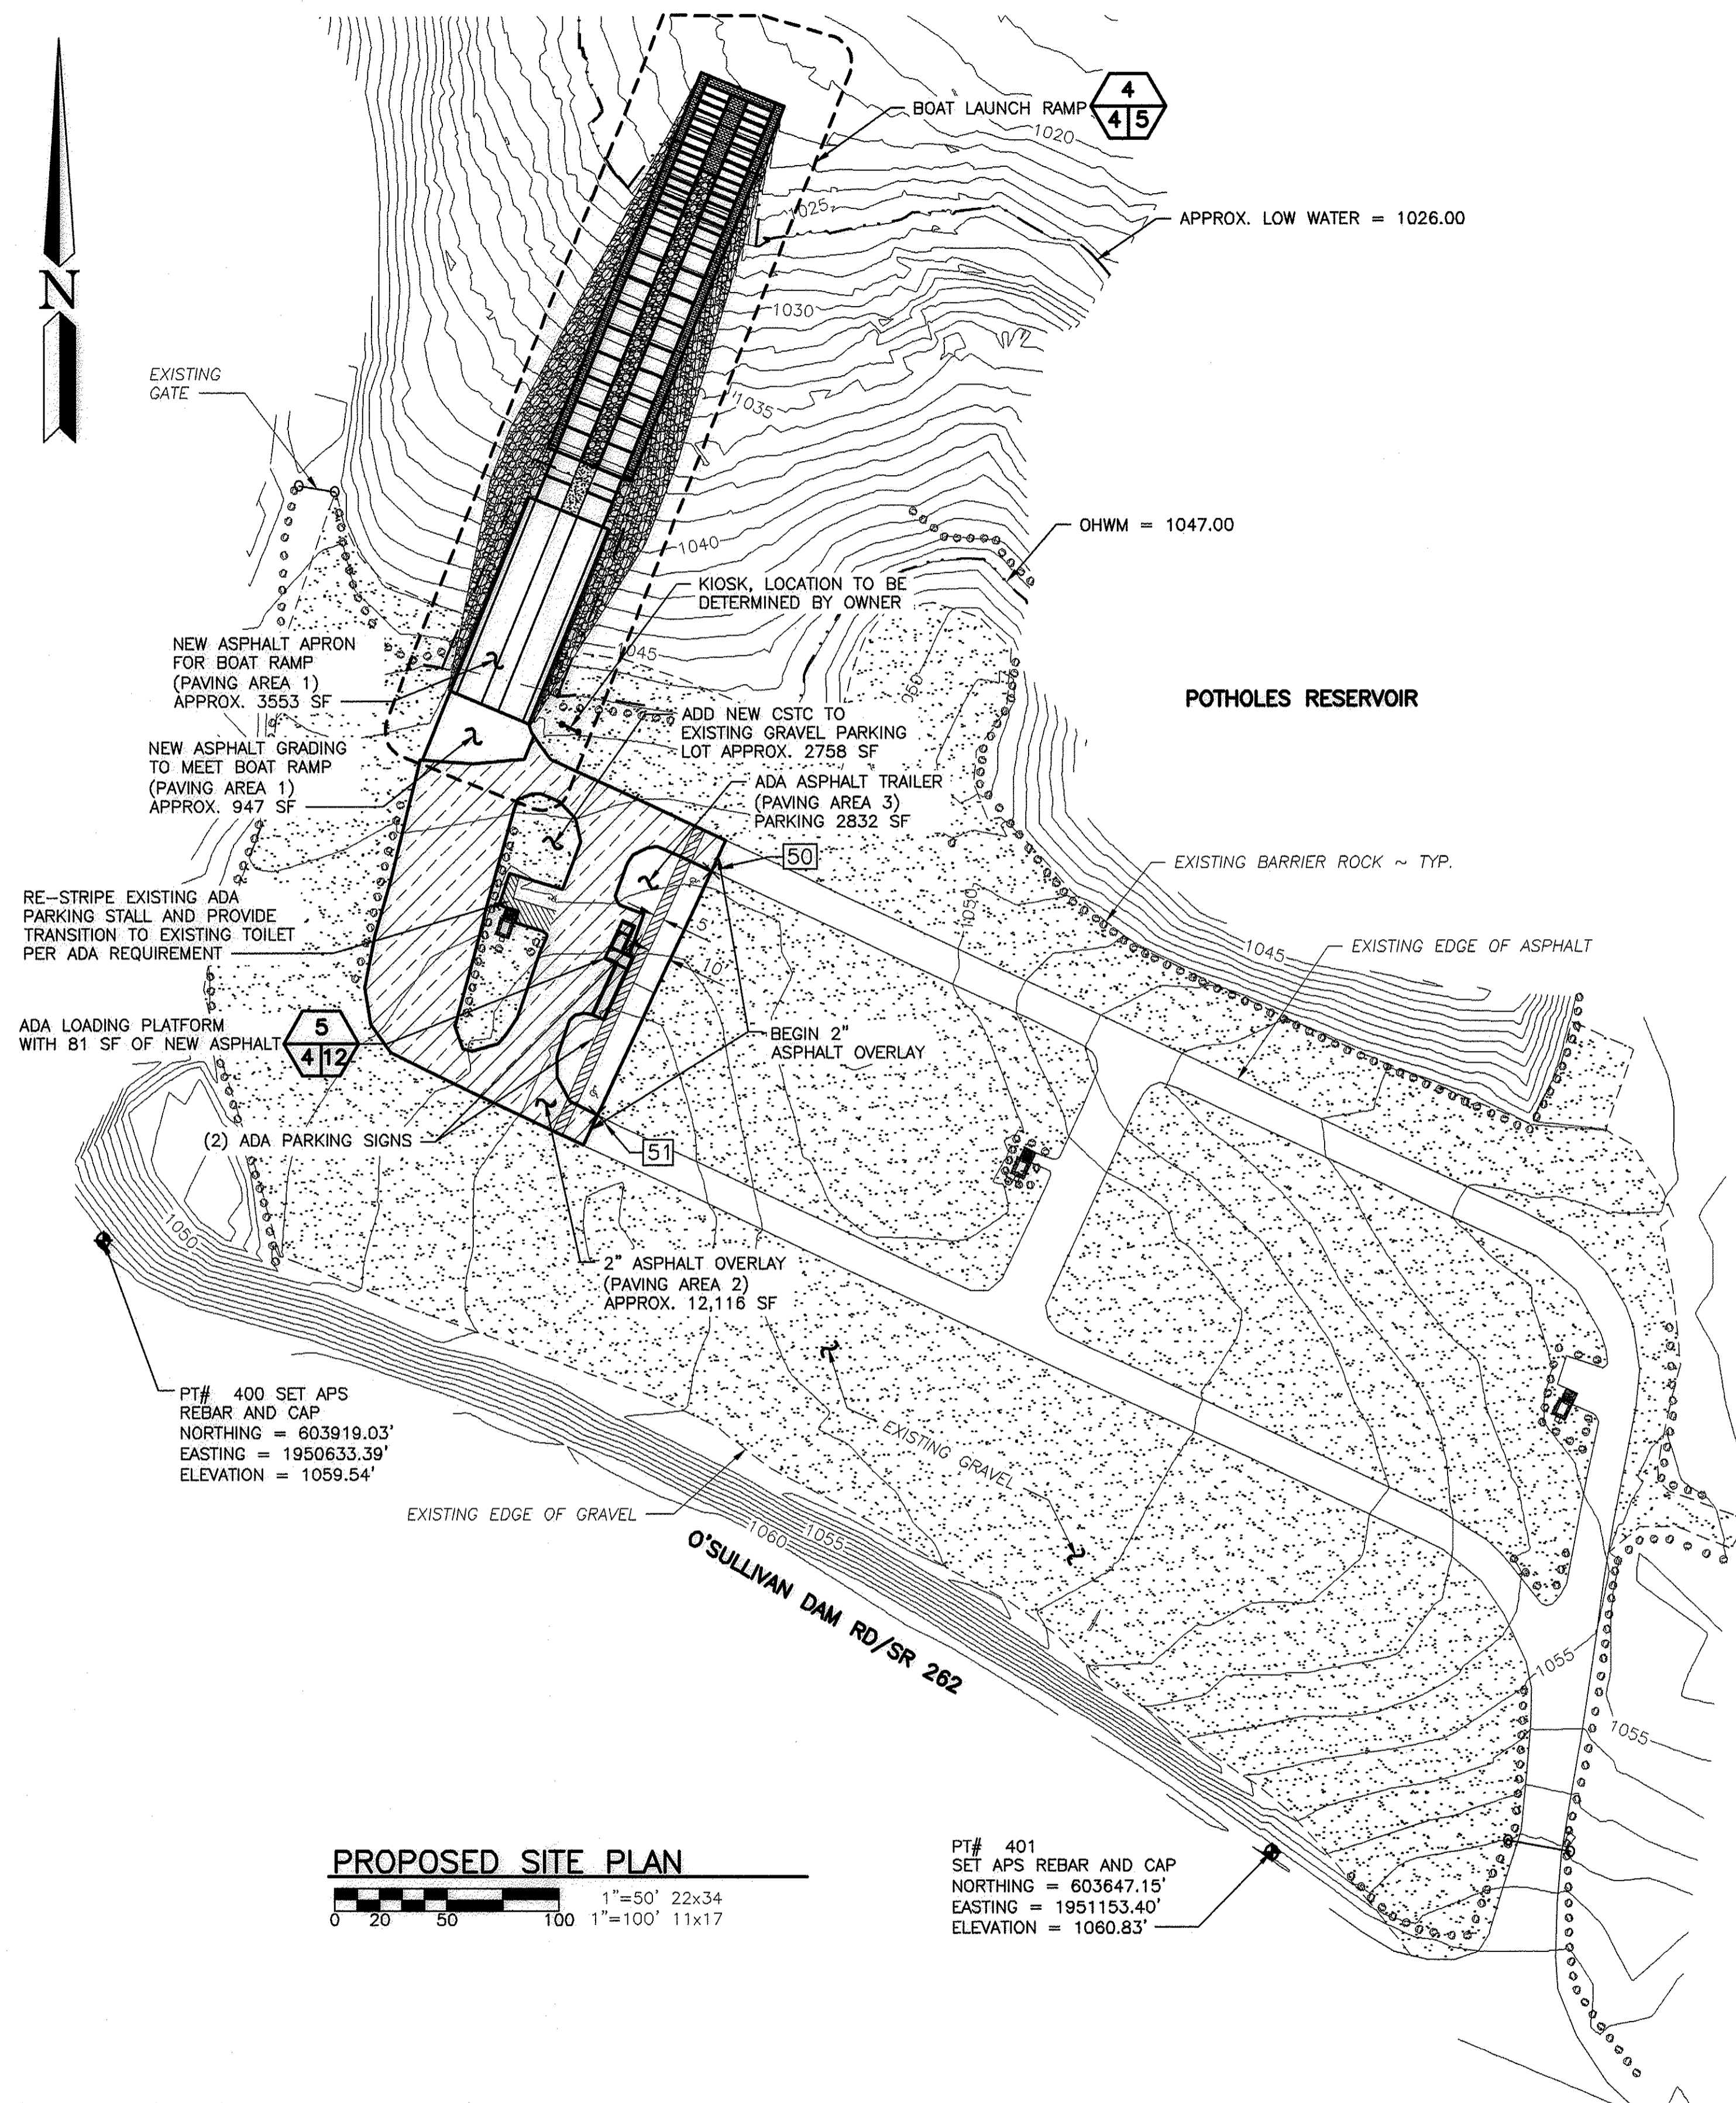 4
4 5
BOAT LAUNCH RAMP
1020
1025
APPROX. LOW WATER = 1026.00
N
1030
EXISTING
GATE
1035
OHWM = 1047.00
1040
KIOSK, LOCATION TO BE
DETERMINED BY OWNER
NEW ASPHALT APRON
FOR BOAT RAMP
(PAVING AREA 1)
APPROX. 3553 SF
1045
POTHOLES RESERVOIR
ADD NEW CSTC TO
EXISTING GRAVEL PARKING
LOT APPROX. 2758 SF
NEW ASPHALT GRADING
TO MEET BOAT RAMP
(PAVING AREA 1)
APPROX. 947 SF
ADA ASPHALT TRAILER
(PAVING AREA 3)
PARKING 2832 SF
50
EXISTING BARRIER ROCK ~ TYP.
RE-STRIPE EXISTING ADA
PARKING STALL AND PROVIDE
TRANSITION TO EXISTING TOILET
PER ADA REQUIREMENT
1050
5
10'
1045
EXISTING EDGE OF ASPHALT
ADA LOADING PLATFORM
WITH 81 SF OF NEW ASPHALT
5
4 12
BEGIN 2"
ASPHALT OVERLAY
(2) ADA PARKING SIGNS
51
1050
2" ASPHALT OVERLAY
(PAVING AREA 2)
APPROX. 12,116 SF
PT# 400 SET APS
REBAR AND CAP
NORTHING = 603919.03'
EASTING = 1950633.39'
ELEVATION = 1059.54'
EXISTING GRAVEL
EXISTING EDGE OF GRAVEL
1055
1060
O'SULLIVAN DAM RD/SR 262
1055
1055
PROPOSED SITE PLAN
1"=50' 22x34
1"=100' 11x17
0 20 50 100
PT# 401
SET APS REBAR AND CAP
NORTHING = 603647.15'
EASTING = 1951153.40'
ELEVATION = 1060.83'